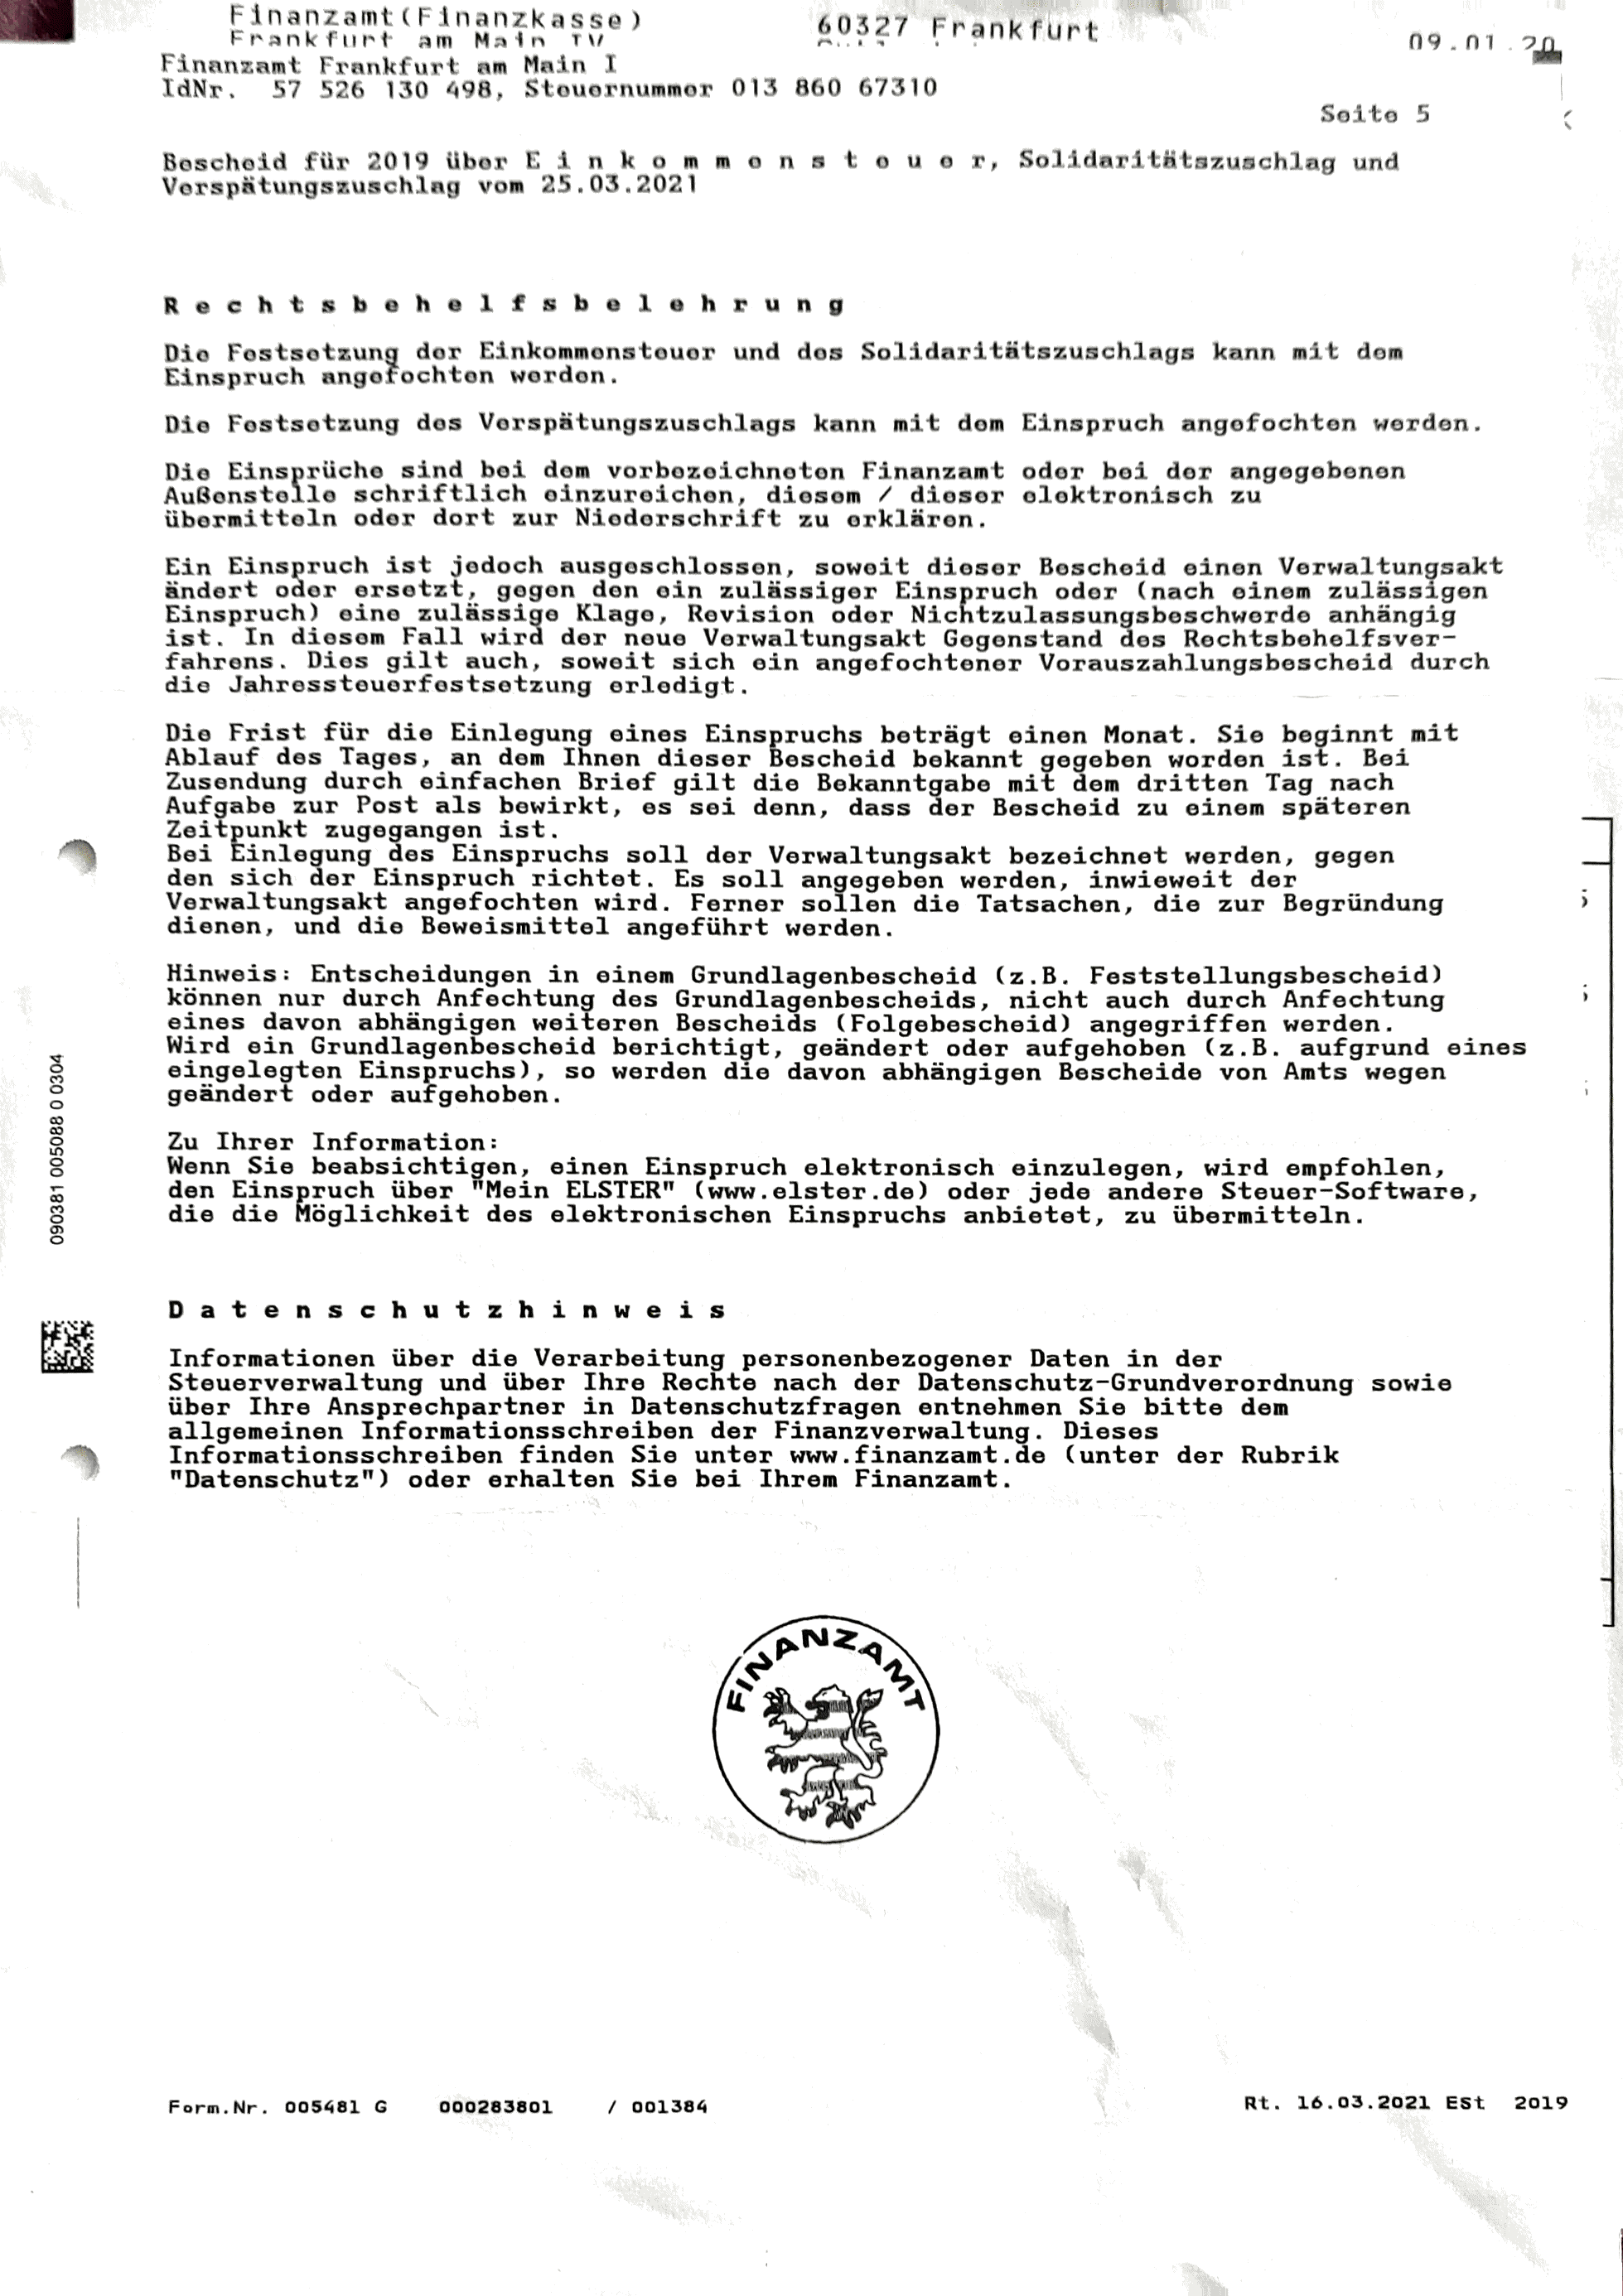 Finanzamt(Finanzkasse)
Frankfurt am Main IV
60327 Frankfurt
09.01.20
Finanzamt Frankfurt am Main I
IdNr. 57 526 130 498, Steuernummer 013 860 67310
Seite 5
Bescheid für 2019 über E i n k o m m e n s t e u e r, Solidaritätszuschlag und
Verspätungszuschlag vom 25.03.2021
R e c h t s b e h e l f s b e l e h r u n g
Die Festsetzung der Einkommensteuer und des Solidaritätszuschlags kann mit dem
Einspruch angefochten werden.
Die Festsetzung des Verspätungszuschlags kann mit dem Einspruch angefochten werden.
Die Einsprüche sind bei dem vorbezeichneten Finanzamt oder bei der angegebenen
Außenstelle schriftlich einzureichen, diesem / dieser elektronisch zu
übermitteln oder dort zur Niederschrift zu erklären.
Ein Einspruch ist jedoch ausgeschlossen, soweit dieser Bescheid einen Verwaltungsakt
ändert oder ersetzt, gegen den ein zulässiger Einspruch oder (nach einem zulässigen
Einspruch) eine zulässige Klage, Revision oder Nichtzulassungsbeschwerde anhängig
ist. In diesem Fall wird der neue Verwaltungsakt Gegenstand des Rechtsbehelfsver-
fahrens. Dies gilt auch, soweit sich ein angefochtener Vorauszahlungsbescheid durch
die Jahressteuerfestsetzung erledigt.
Die Frist für die Einlegung eines Einspruchs beträgt einen Monat. Sie beginnt mit
Ablauf des Tages, an dem Ihnen dieser Bescheid bekannt gegeben worden ist. Bei
Zusendung durch einfachen Brief gilt die Bekanntgabe mit dem dritten Tag nach
Aufgabe zur Post als bewirkt, es sei denn, dass der Bescheid zu einem späteren
Zeitpunkt zugegangen ist.
Bei Einlegung des Einspruchs soll der Verwaltungsakt bezeichnet werden, gegen
den sich der Einspruch richtet. Es soll angegeben werden, inwieweit der
Verwaltungsakt angefochten wird. Ferner sollen die Tatsachen, die zur Begründung
dienen, und die Beweismittel angeführt werden.
Hinweis: Entscheidungen in einem Grundlagenbescheid (z.B. Feststellungsbescheid)
können nur durch Anfechtung des Grundlagenbescheids, nicht auch durch Anfechtung
eines davon abhängigen weiteren Bescheids (Folgebescheid) angegriffen werden.
Wird ein Grundlagenbescheid berichtigt, geändert oder aufgehoben (z.B. aufgrund eines
eingelegten Einspruchs), so werden die davon abhängigen Bescheide von Amts wegen
geändert oder aufgehoben.
Zu Ihrer Information:
Wenn Sie beabsichtigen, einen Einspruch elektronisch einzulegen, wird empfohlen,
den Einspruch über "Mein ELSTER" (www.elster.de) oder jede andere Steuer-Software,
die die Möglichkeit des elektronischen Einspruchs anbietet, zu übermitteln.
090381 005088 0 0304
D a t e n s c h u t z h i n w e i s
Informationen über die Verarbeitung personenbezogener Daten in der
Steuerverwaltung und über Ihre Rechte nach der Datenschutz-Grundverordnung sowie
über Ihre Ansprechpartner in Datenschutzfragen entnehmen Sie bitte dem
allgemeinen Informationsschreiben der Finanzverwaltung. Dieses
Informationsschreiben finden Sie unter www.finanzamt.de (unter der Rubrik
"Datenschutz") oder erhalten Sie bei Ihrem Finanzamt.
FINANZAMT
Form.Nr. 005481 G 000283801 / 001384
Rt. 16.03.2021 ESt 2019